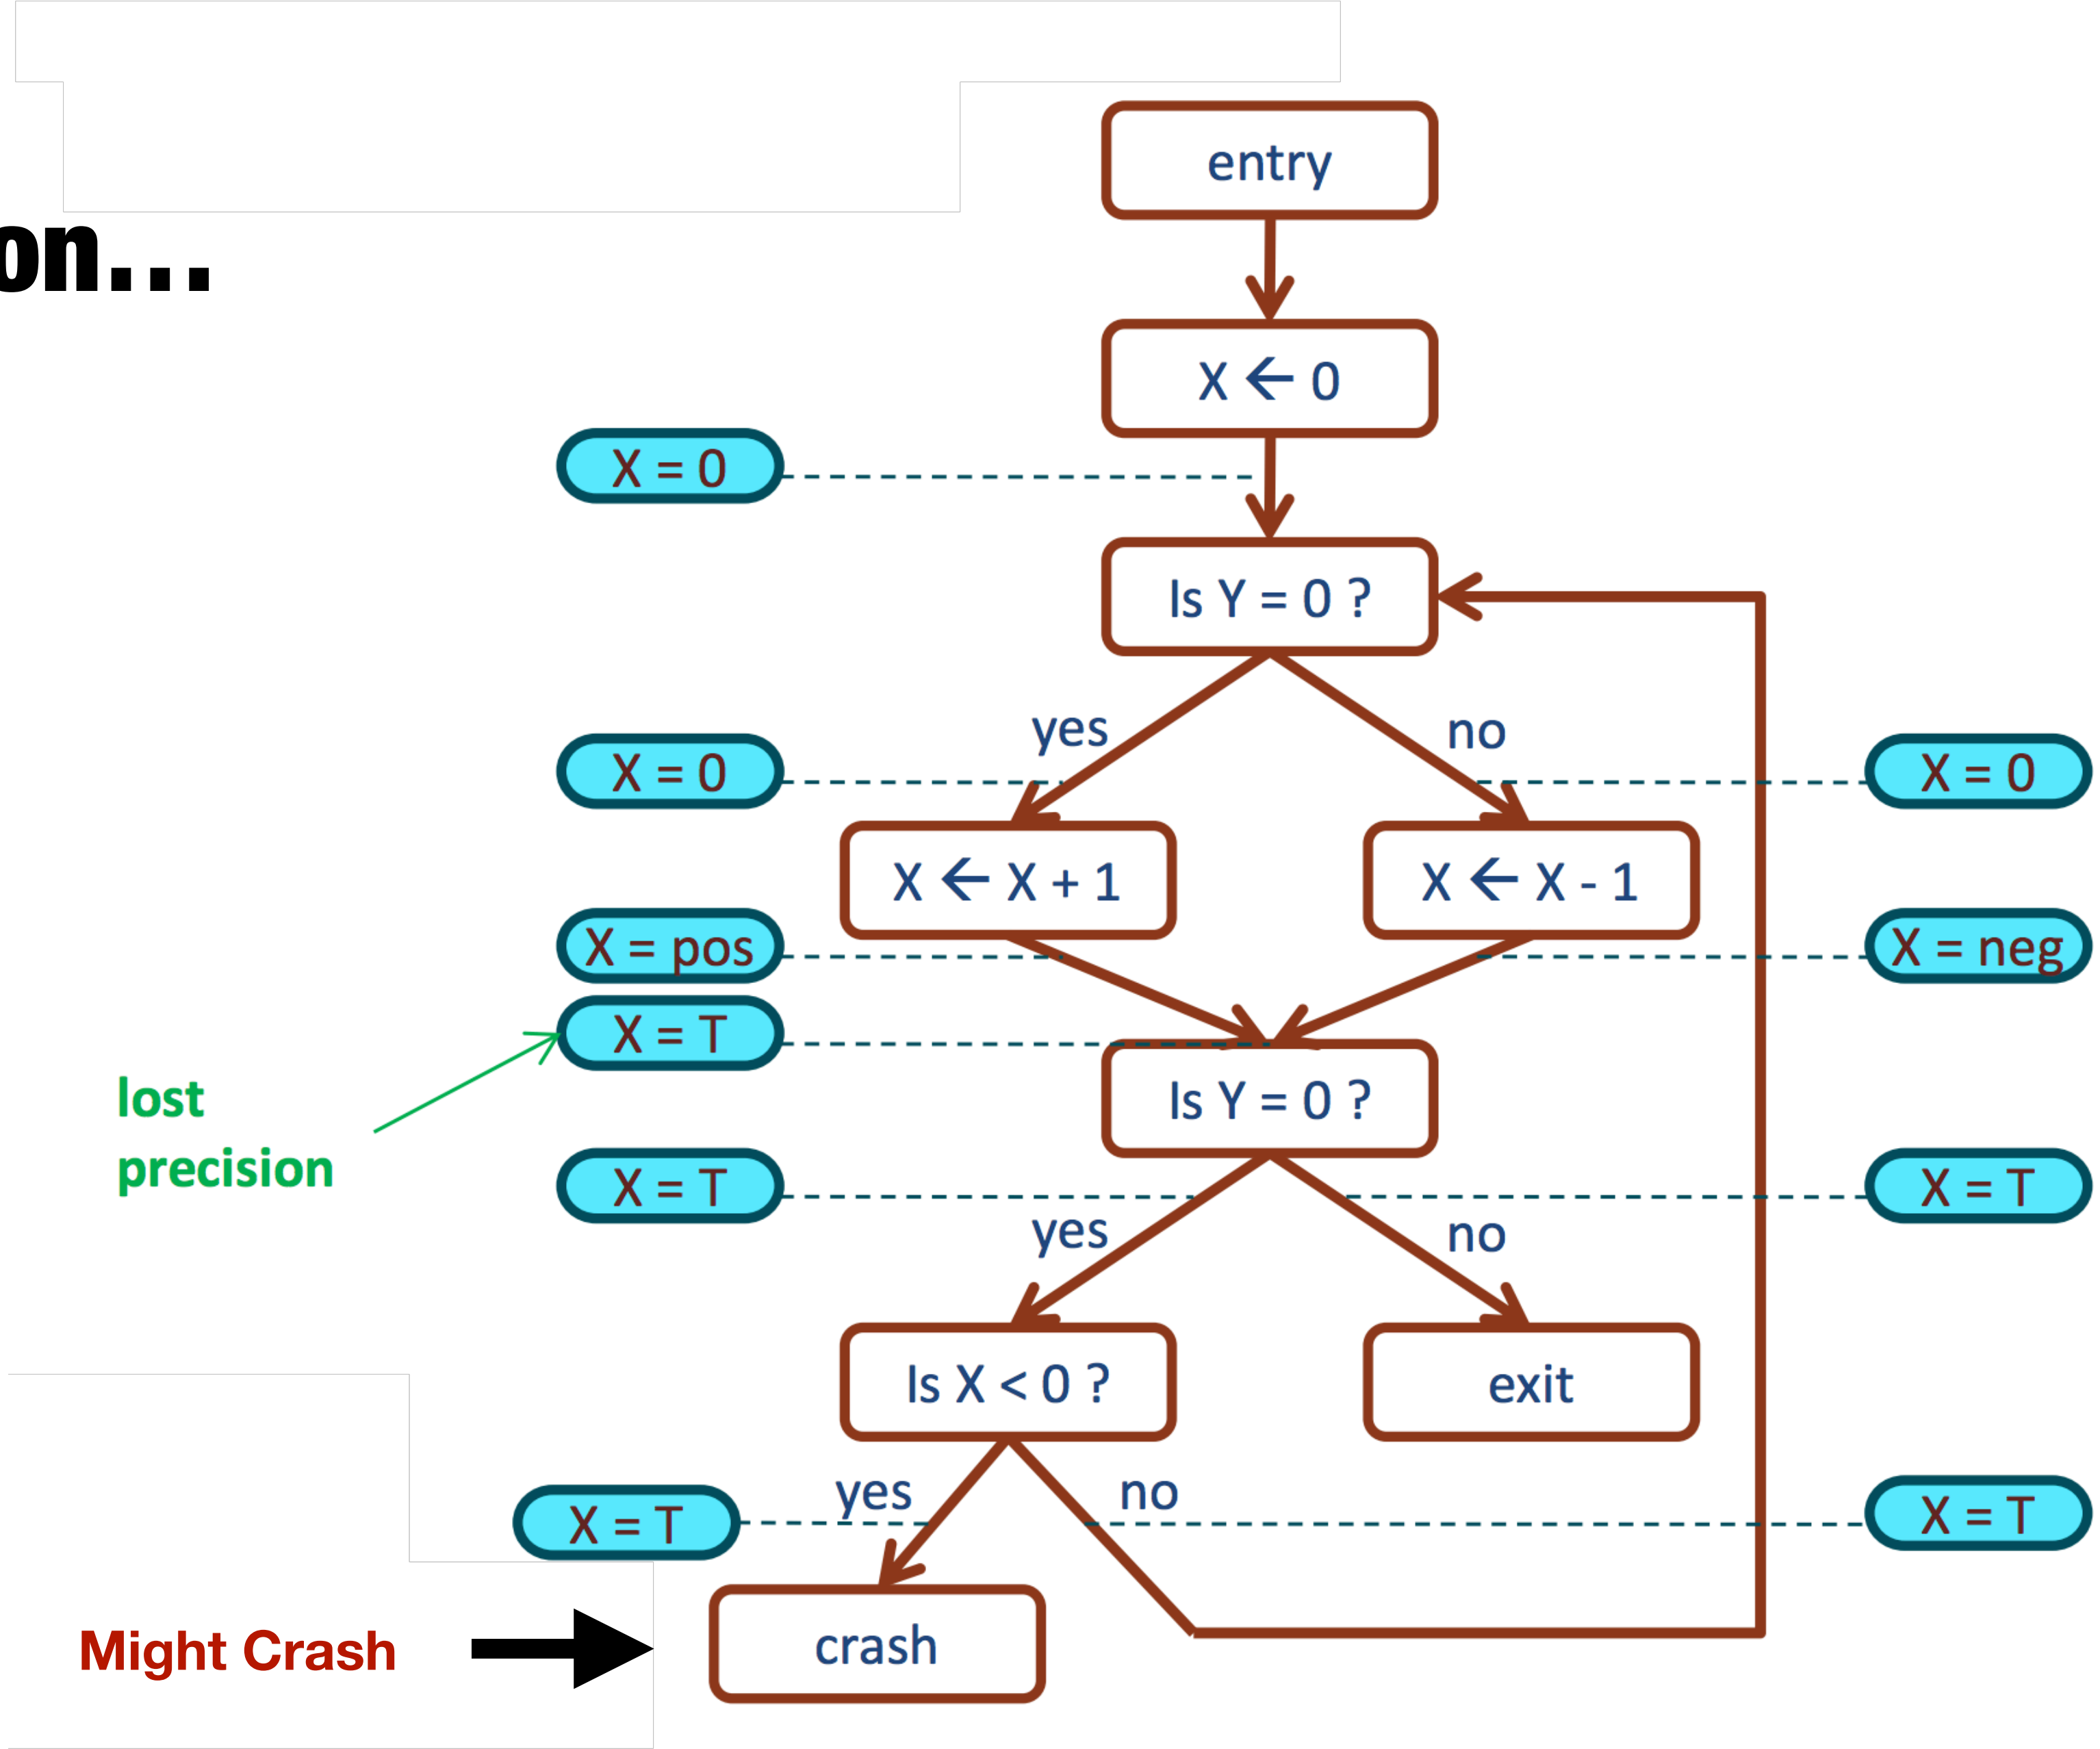 on...
entry
X ← 0
X = 0
Is Y = 0 ?
yes
no
X = 0
X = 0
X ← X + 1
X ← X - 1
X = pos
X = neg
X = T
lost
precision
Is Y = 0 ?
X = T
X = T
yes
no
Is X < 0 ?
exit
yes
no
X = T
X = T
Might Crash
crash